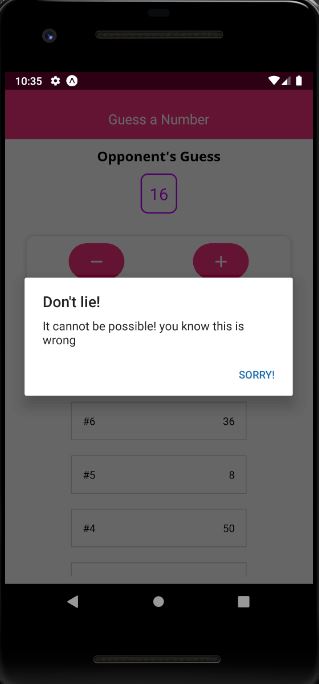 10:35
Guess a Number
Opponent's Guess
16
− +
Don't lie!
It cannot be possible! you know this is
wrong
SORRY!
#6 36
#5 8
#4 50